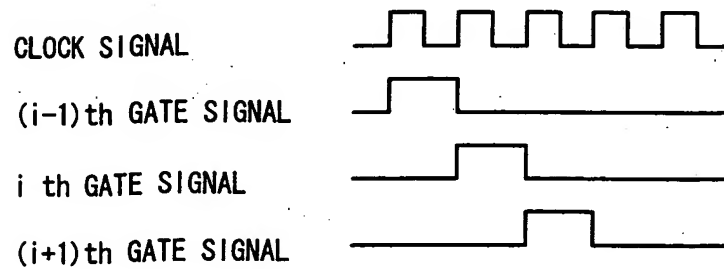 CLOCK SIGNAL
(i-1)th GATE SIGNAL
i th GATE SIGNAL
(i+1)th GATE SIGNAL